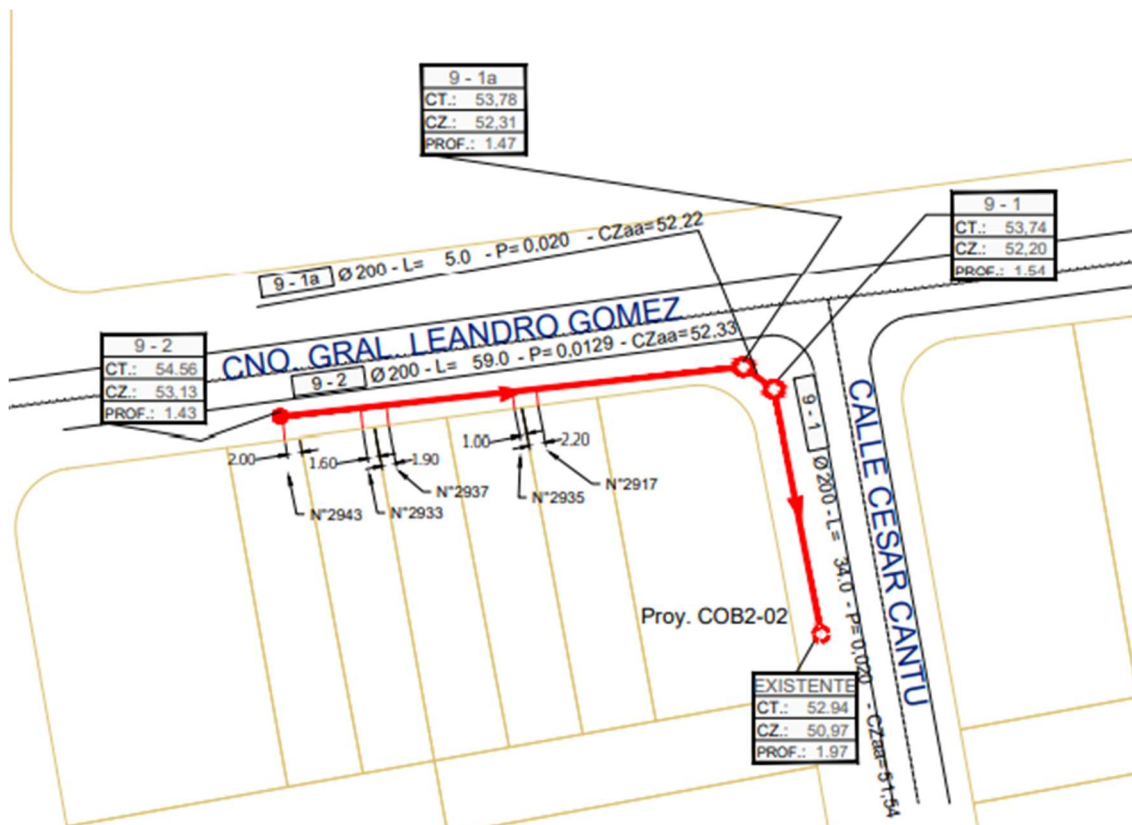 9 - 1a
CT.: 53,78
CZ.: 52,31
PROF.: 1.47
9 - 1
CT.: 53,74
CZ.: 52,20
PROF.: 1.54
9 - 1a Ø 200 - L= 5.0 - P= 0,020 - CZaa= 52,22
CNO. GRAL. LEANDRO GOMEZ
9 - 2
CT.: 54.56
CZ.: 53,13
PROF.: 1.43
9 - 2 Ø 200 - L= 59.0 - P= 0,0129 - CZaa= 52,33
2.00
1.60
1.90
1.00
2.20
N°2943
N°2933
N°2937
N°2935
N°2917
9 - 1 Ø 200 - L= 34.0 - P= 0,020 - CZaa= 51,54
CALLE CESAR CANTU
Proy. COB2-02
EXISTENTE
CT.: 52.94
CZ.: 50,97
PROF.: 1.97